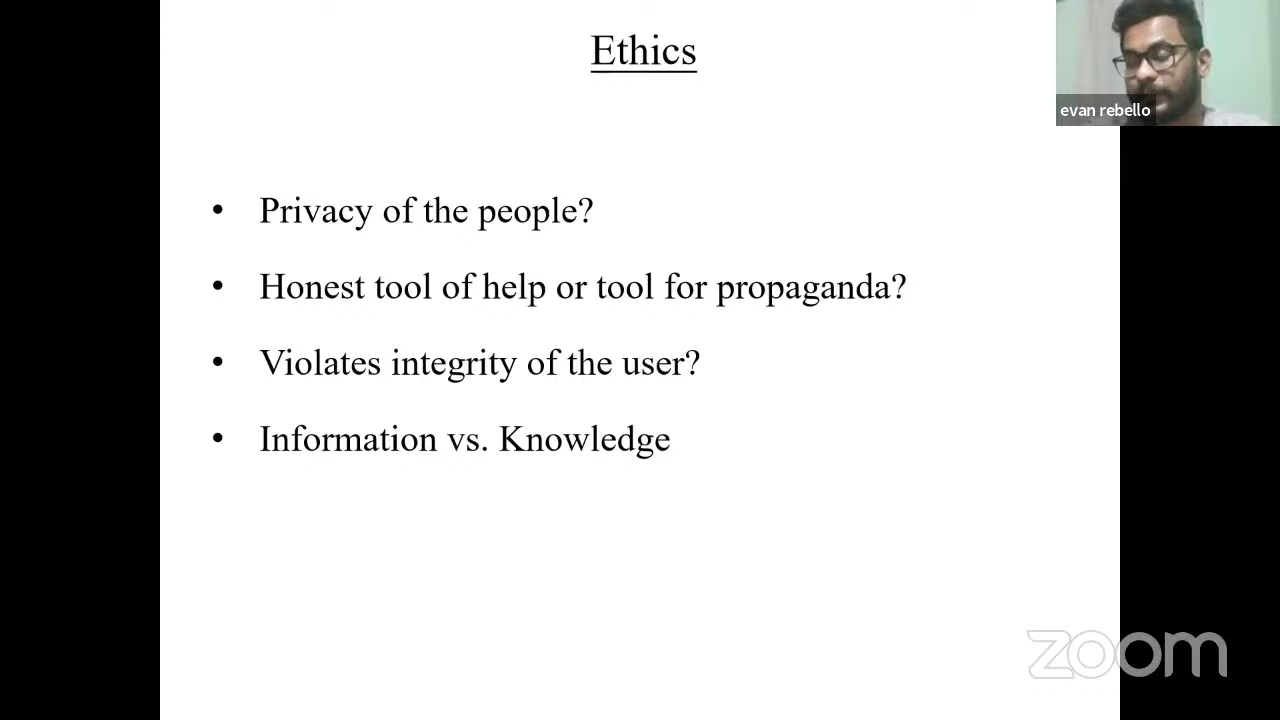 Ethics
evan rebello
• Privacy of the people?
• Honest tool of help or tool for propaganda?
• Violates integrity of the user?
• Information vs. Knowledge
zoom